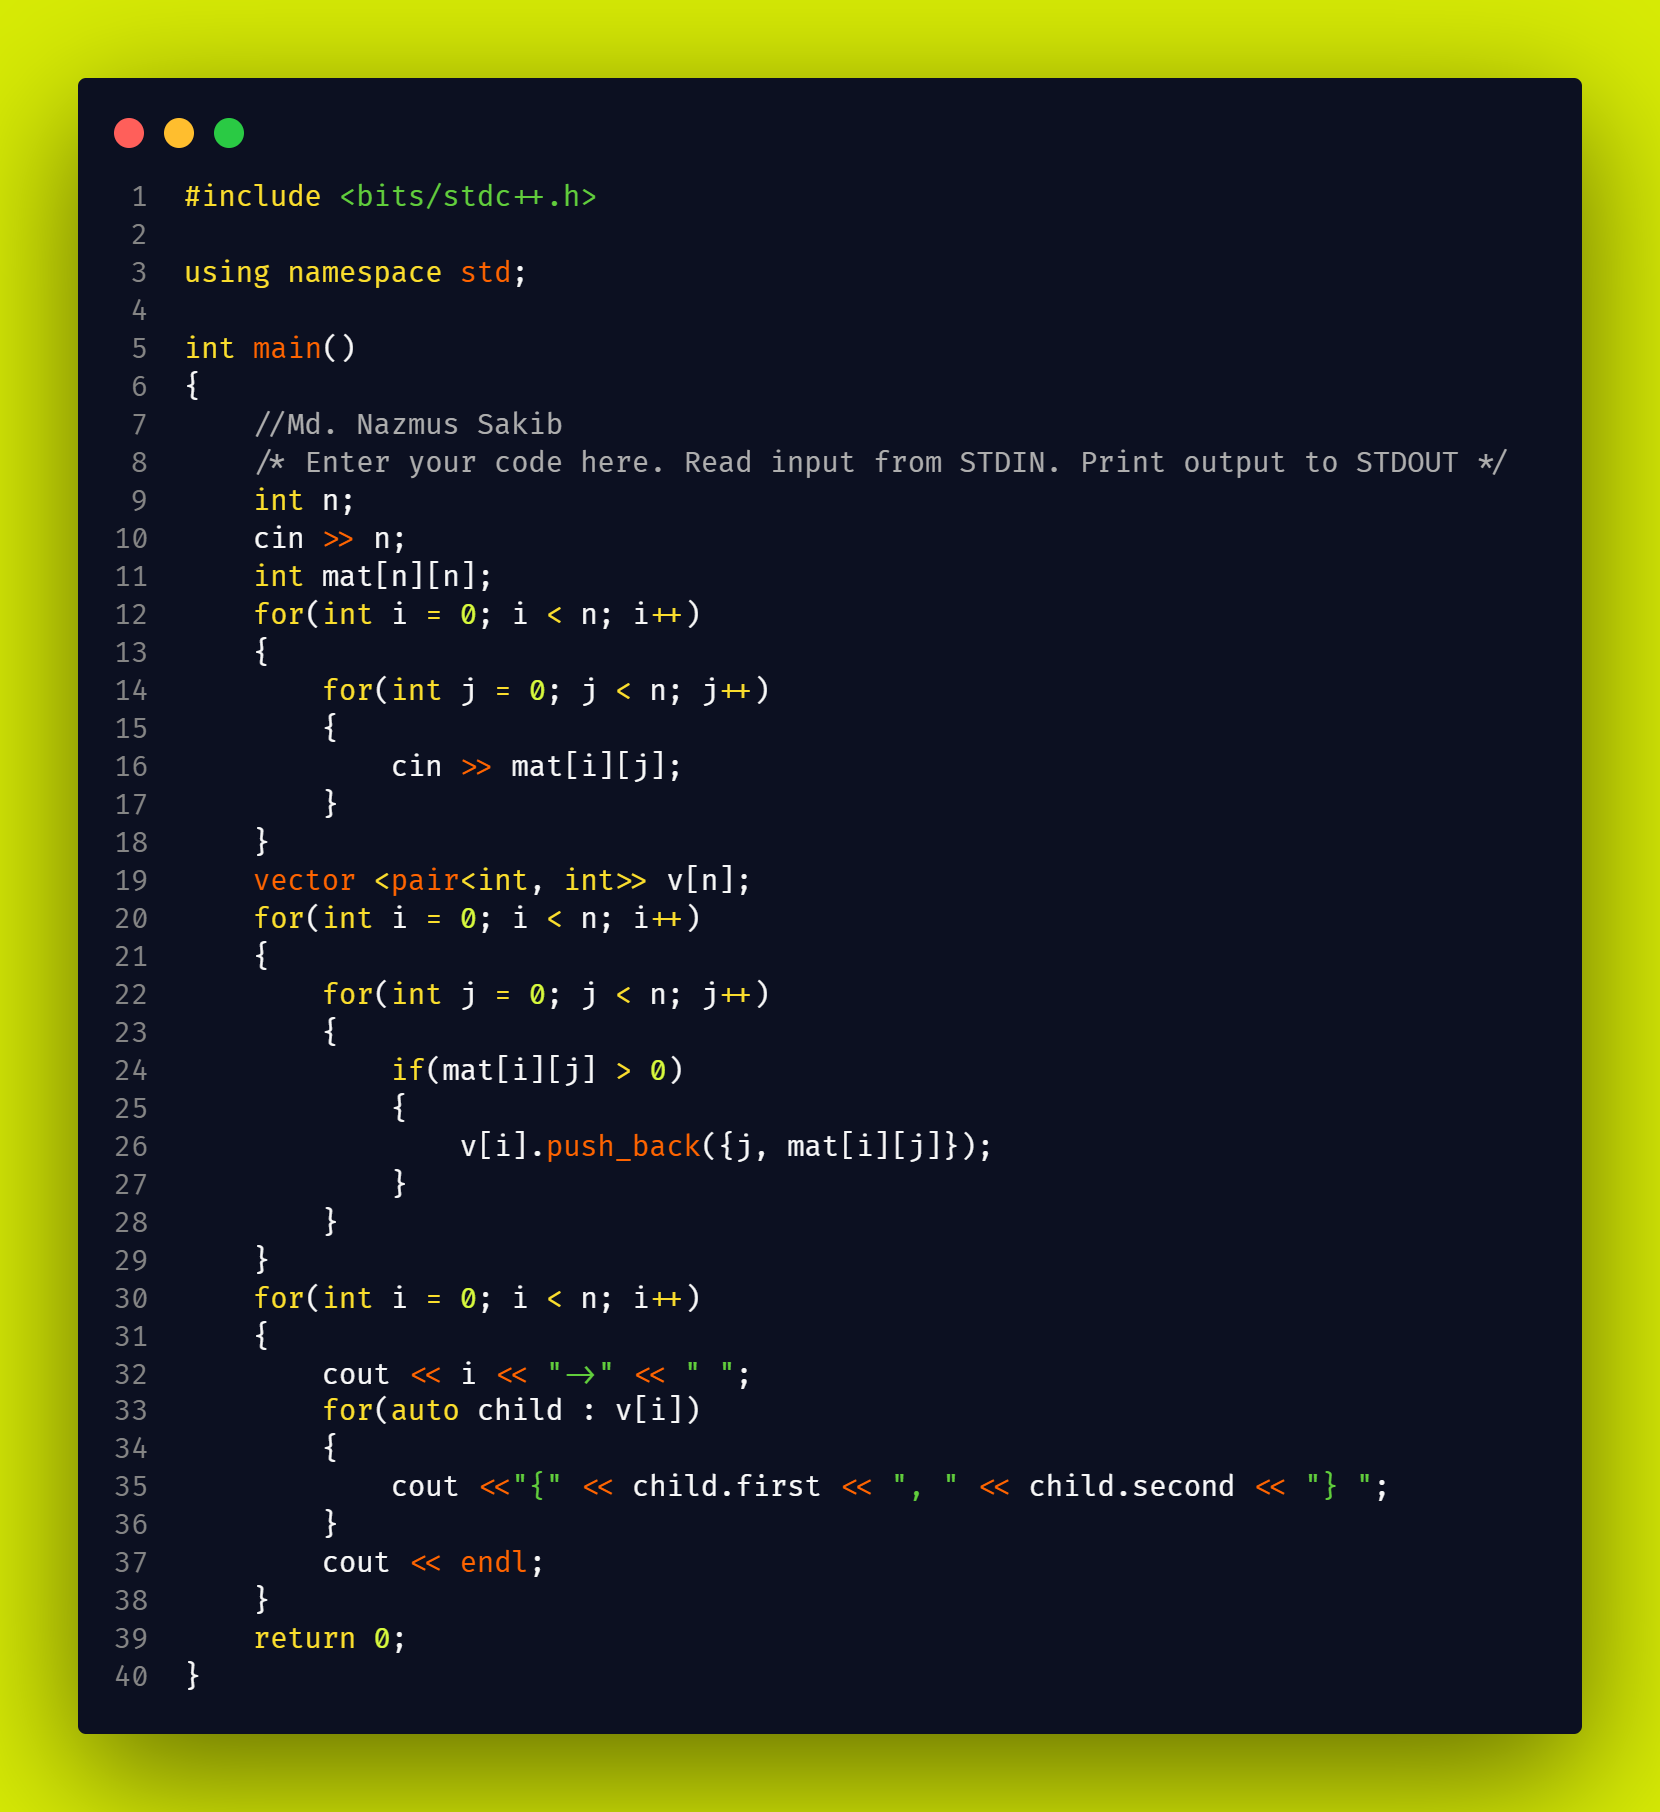 1 #include <bits/stdc++.h>
2
3 using namespace std;
4
5 int main()
6 {
7     //Md. Nazmus Sakib
8     /* Enter your code here. Read input from STDIN. Print output to STDOUT */
9     int n;
10     cin >> n;
11     int mat[n][n];
12     for(int i = 0; i < n; i++)
13     {
14         for(int j = 0; j < n; j++)
15         {
16             cin >> mat[i][j];
17         }
18     }
19     vector <pair<int, int>> v[n];
20     for(int i = 0; i < n; i++)
21     {
22         for(int j = 0; j < n; j++)
23         {
24             if(mat[i][j] > 0)
25             {
26                 v[i].push_back({j, mat[i][j]});
27             }
28         }
29     }
30     for(int i = 0; i < n; i++)
31     {
32         cout << i << "->" << " ";
33         for(auto child : v[i])
34         {
35             cout <<"{" << child.first << ", " << child.second << "} ";
36         }
37         cout << endl;
38     }
39     return 0;
40 }